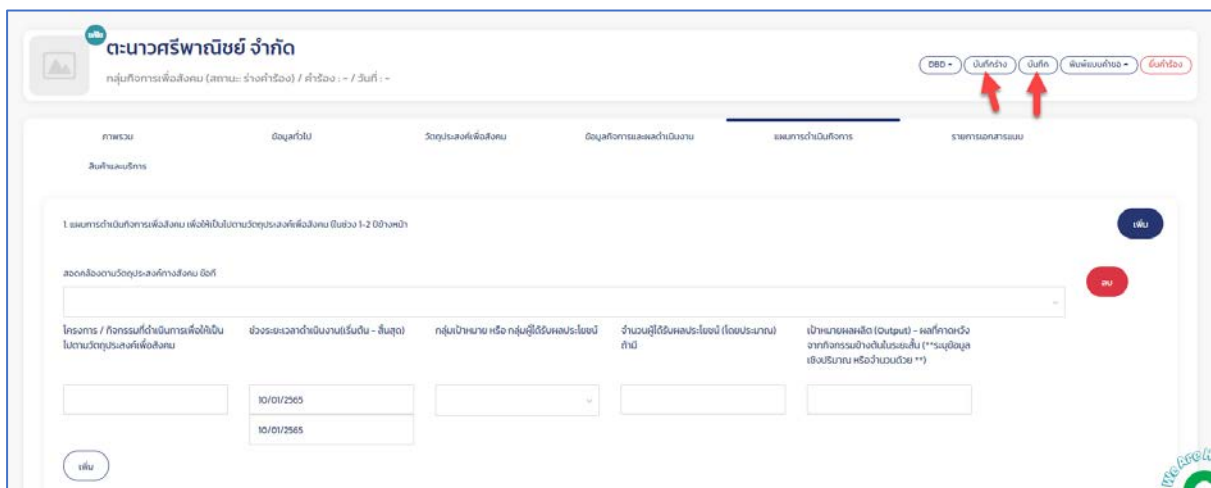 แก้ไข
ตะนาวศรีพาณิชย์ จำกัด
กลุ่มกิจการเพื่อสังคม (สถานะ: ร่างคำร้อง) / คำร้อง : - / วันที่ : -
DBD บันทึกร่าง บันทึก พิมพ์แบบคำขอ ยื่นคำร้อง
ภาพรวม ข้อมูลทั่วไป วัตถุประสงค์เพื่อสังคม ข้อมูลกิจการและผลดำเนินงาน แผนการดำเนินกิจการ รายการเอกสารแนบ
สินค้าและบริการ
1. แผนการดำเนินกิจการเพื่อสังคม เพื่อให้เป็นไปตามวัตถุประสงค์เพื่อสังคม (ในช่วง 1-2 ปีข้างหน้า
เพิ่ม
สอดคล้องตามวัตถุประสงค์ทางสังคม ข้อที่
ลบ
โครงการ / กิจกรรมที่ดำเนินการเพื่อให้เป็น ช่วงระยะเวลาดำเนินงาน(เริ่มต้น - สิ้นสุด) กลุ่มเป้าหมาย หรือ กลุ่มผู้ได้รับผลประโยชน์ จำนวนผู้ได้รับผลประโยชน์ (โดยประมาณ) เป้าหมายผลผลิต (Output) - ผลที่คาดหวัง
ไปตามวัตถุประสงค์เพื่อสังคม ถ้ามี จากกิจกรรมข้างต้นในระยะสั้น (**ระบุข้อมูล
เชิงปริมาณ หรือจำนวนด้วย **)
10/01/2565
10/01/2565
เพิ่ม
We Are